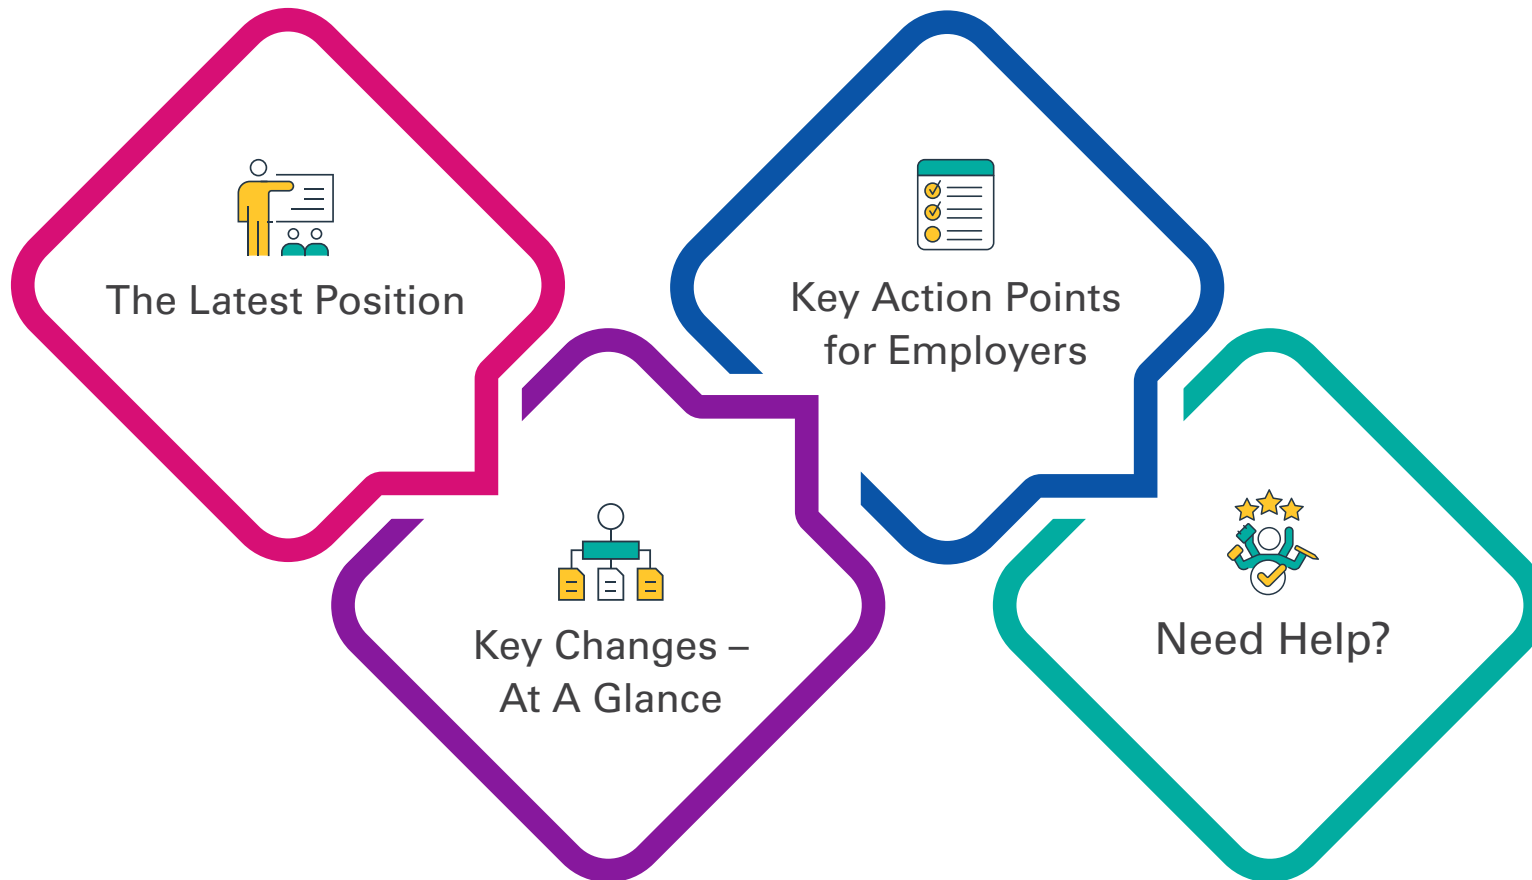 The Latest Position
Key Changes –
At A Glance
Key Action Points
for Employers
Need Help?